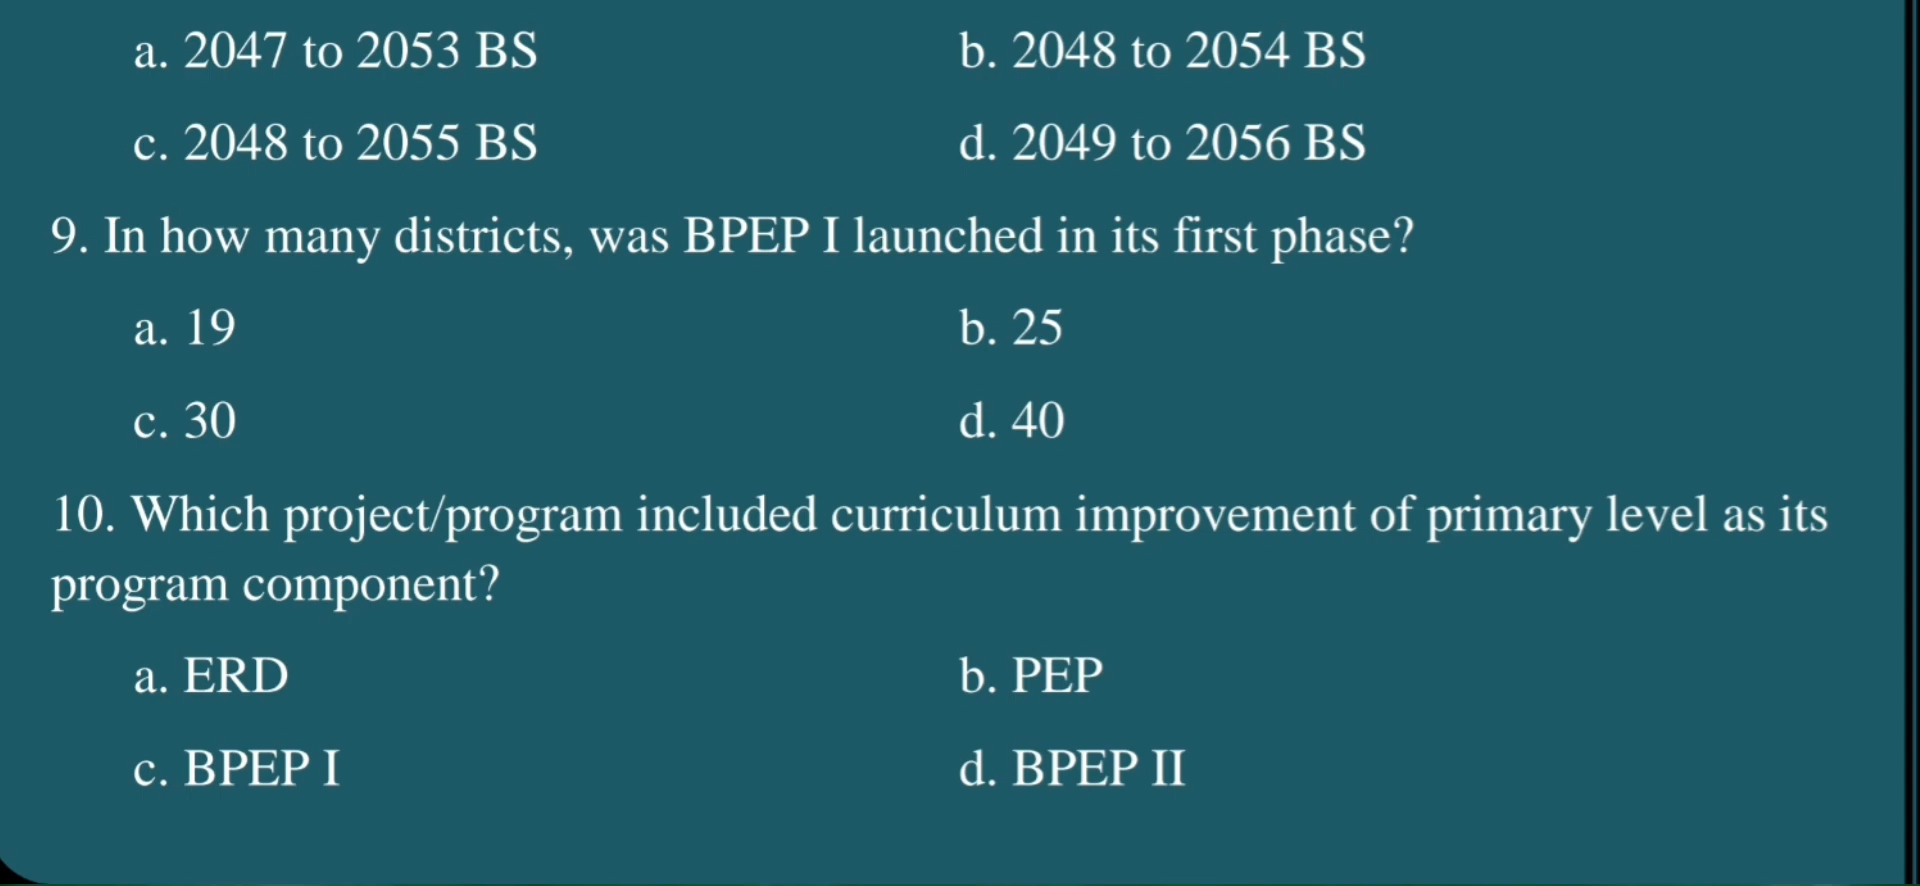 a. 2047 to 2053 BS
b. 2048 to 2054 BS
c. 2048 to 2055 BS
d. 2049 to 2056 BS
9. In how many districts, was BPEP I launched in its first phase?
a. 19
b. 25
c. 30
d. 40
10. Which project/program included curriculum improvement of primary level as its
program component?
a. ERD
b. PEP
c. BPEP I
d. BPEP II